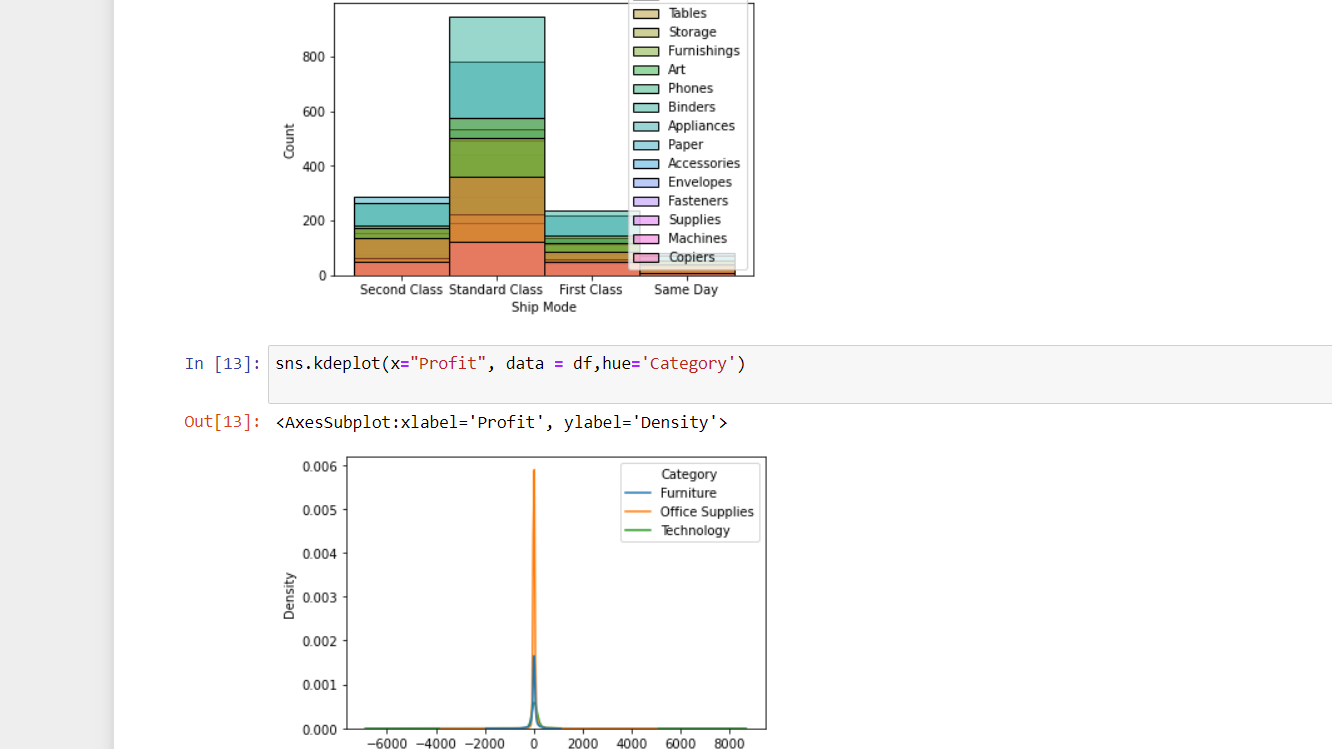 Tables
Storage
800
Furnishings
Art
Phones
600
Binders
Appliances
Count
Paper
400
Accessories
Envelopes
Fasteners
200
Supplies
Machines
Copiers
0
Second Class Standard Class First Class Same Day
Ship Mode
In [13]: sns.kdeplot(x="Profit", data = df,hue='Category')
Out[13]: <AxesSubplot:xlabel='Profit', ylabel='Density'>
0.006
Category
Furniture
0.005
Office Supplies
Technology
0.004
0.003
Density
0.002
0.001
0.000
−6000 −4000 −2000 0 2000 4000 6000 8000